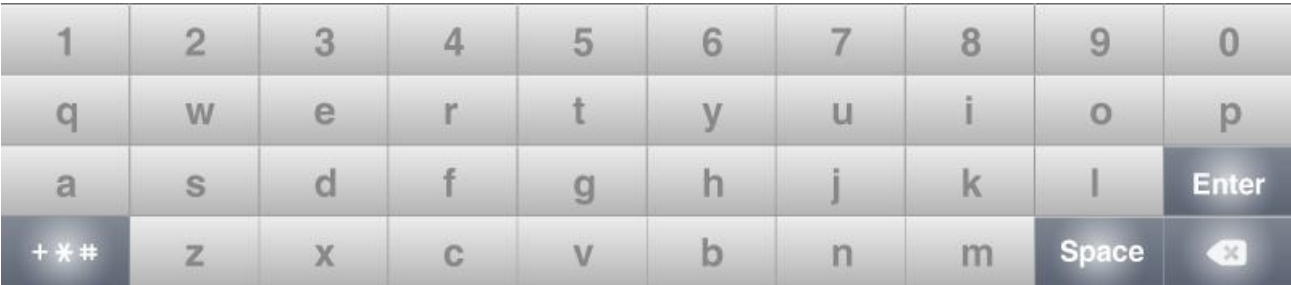 1 2 3 4 5 6 7 8 9 0
q w e r t y u i o p
a s d f g h j k l Enter
+*# z x c v b n m Space